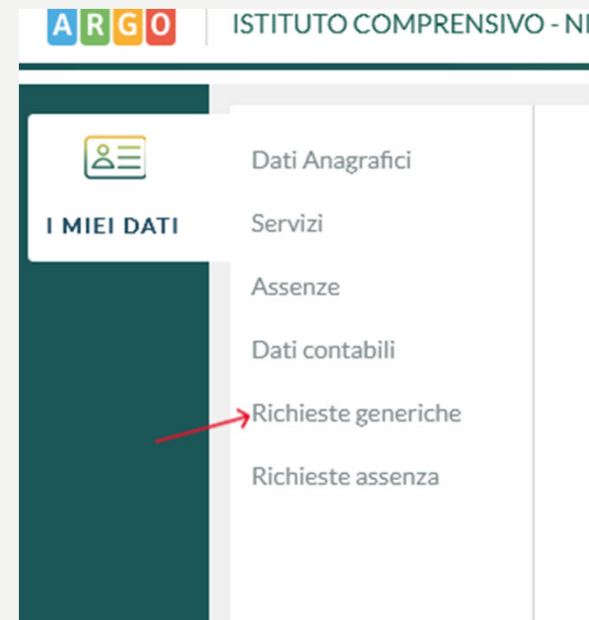 ARGO
ISTITUTO COMPRENSIVO -
I MIEI DATI
Dati Anagrafici
Servizi
Assenze
Dati contabili
Richieste generiche
Richieste assenza